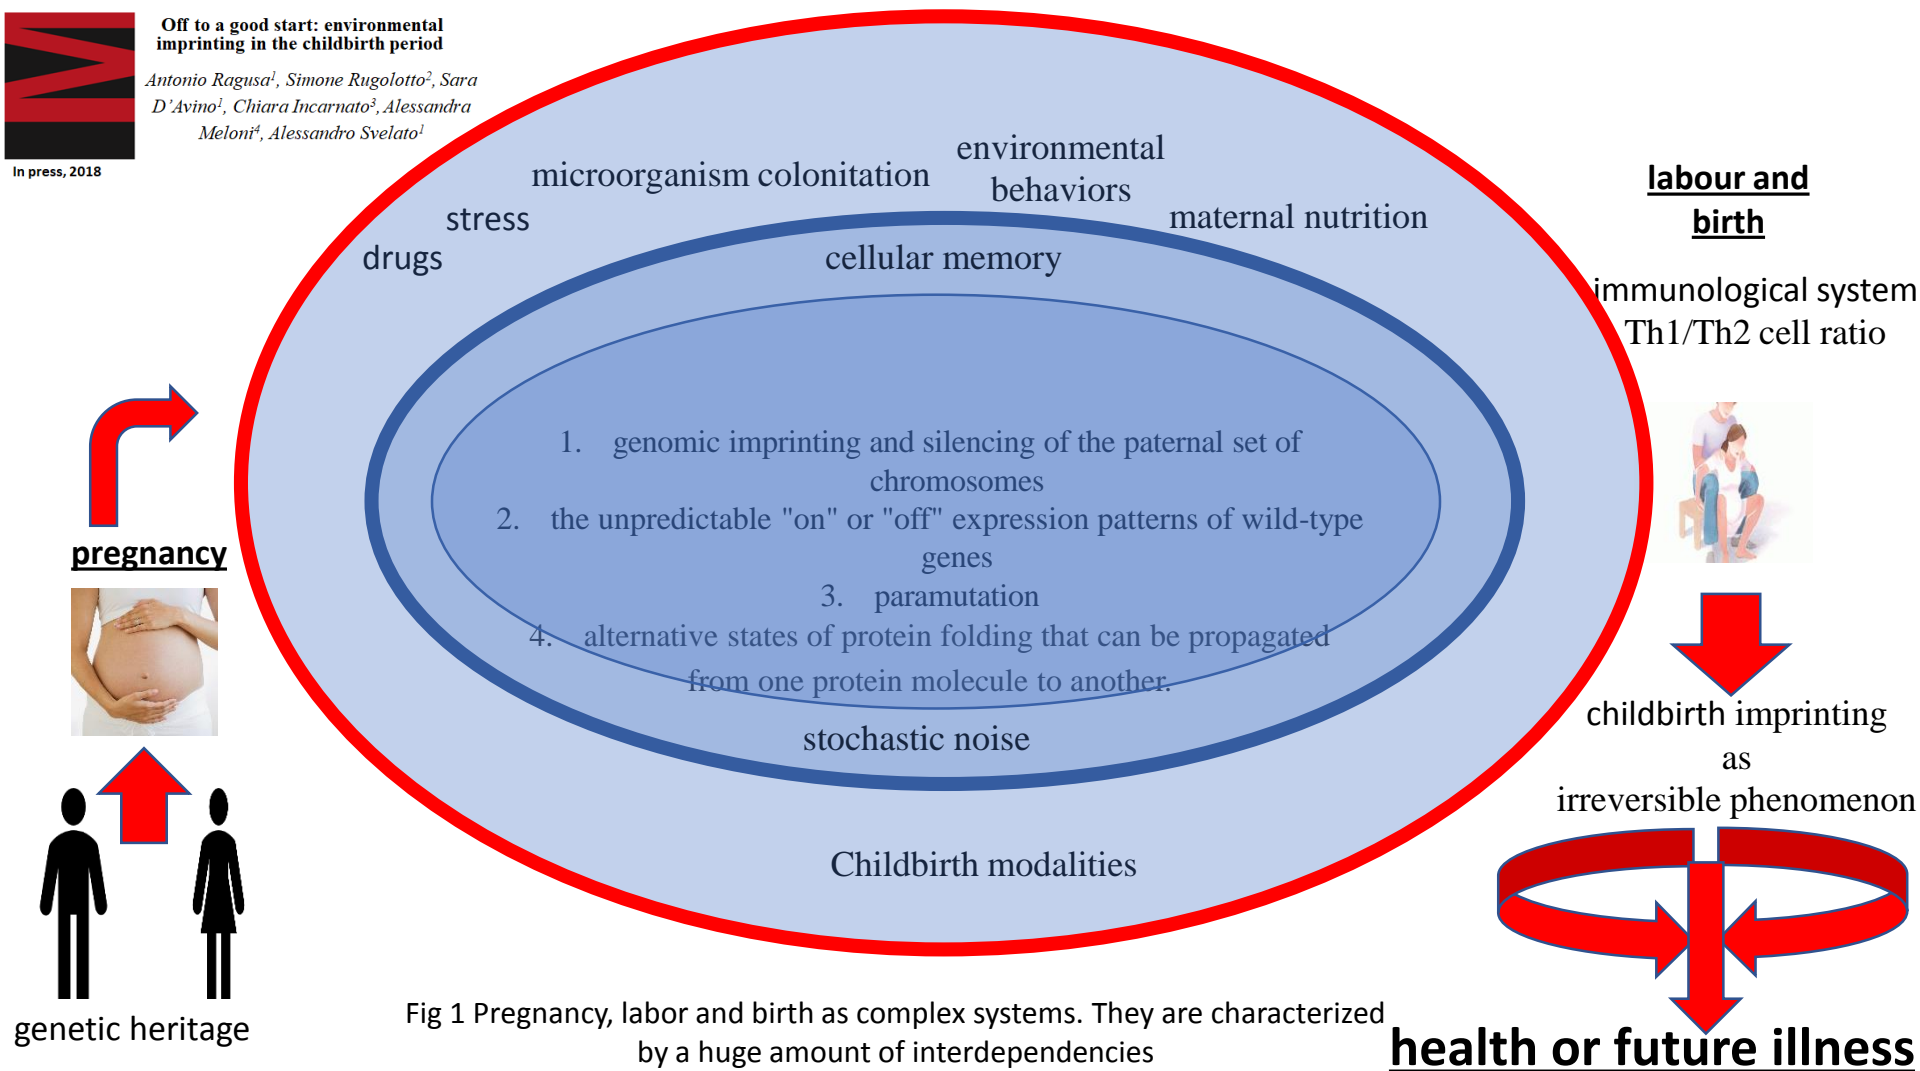 Off to a good start: environmental
imprinting in the childbirth period
Antonio Ragusa1, Simone Rugolotto2, Sara
D'Avino1, Chiara Incarnato3, Alessandra
Meloni4, Alessandro Svelato1
In press, 2018
microorganism colonitation
environmental
behaviors
stress
maternal nutrition
drugs
cellular memory
1. genomic imprinting and silencing of the paternal set of
chromosomes
2. the unpredictable "on" or "off" expression patterns of wild-type
genes
3. paramutation
4. alternative states of protein folding that can be propagated
from one protein molecule to another.
stochastic noise
Childbirth modalities
pregnancy
genetic heritage
labour and
birth
immunological system
Th1/Th2 cell ratio
childbirth imprinting
as
irreversible phenomenon
health or future illness
Fig 1 Pregnancy, labor and birth as complex systems. They are characterized
by a huge amount of interdependencies